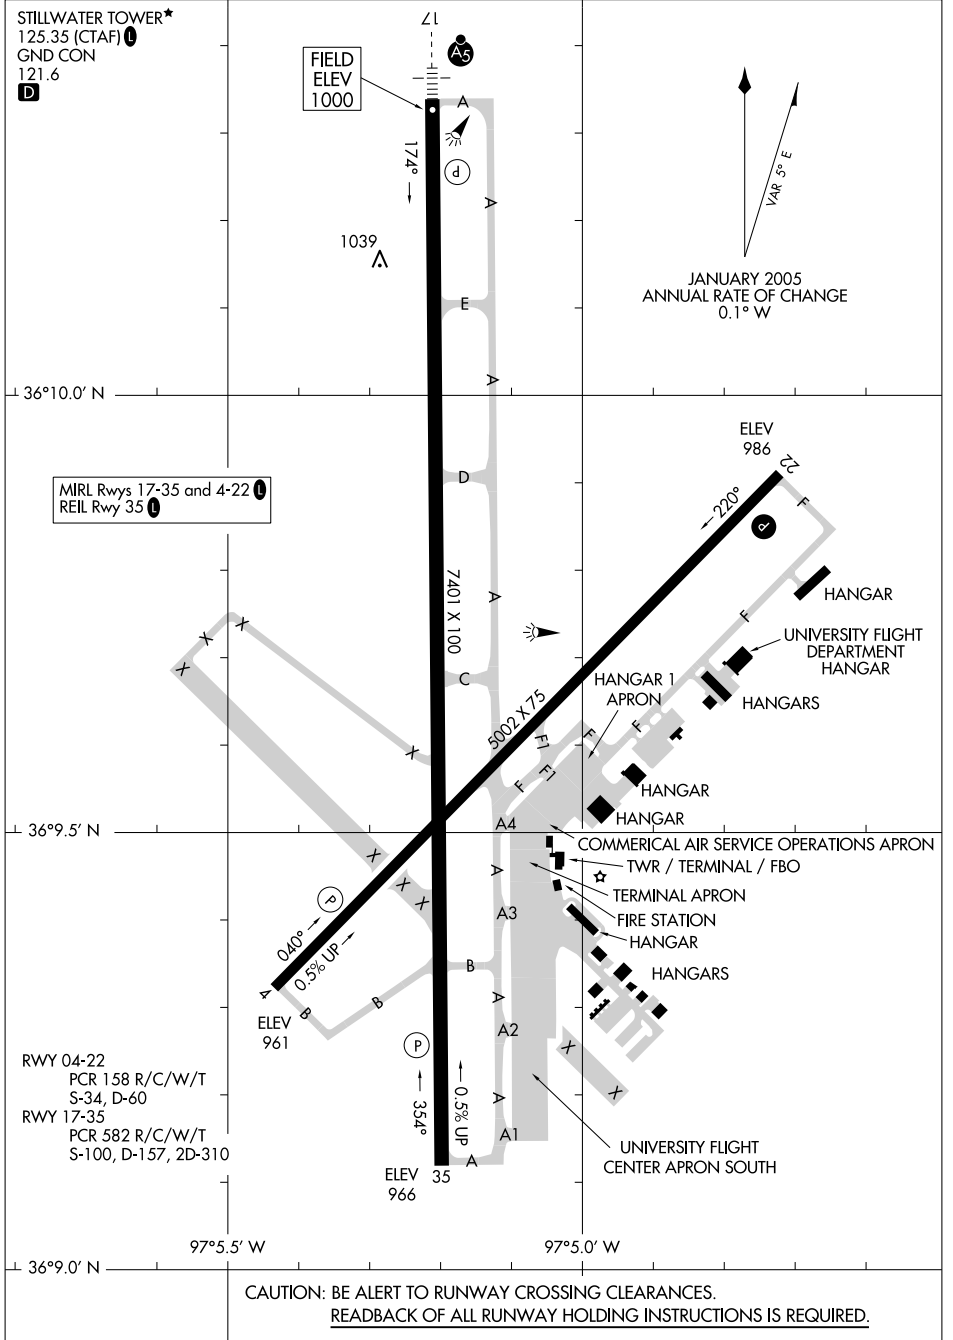 STILLWATER TOWER★
125.35 (CTAF) L
GND CON
121.6
D
17
A5
FIELD
ELEV
1000
A
174°
P
A
VAR 5° E
1039
JANUARY 2005
ANNUAL RATE OF CHANGE
0.1° W
E
A
36°10.0' N
ELEV
986
22
MIRL Rwys 17-35 and 4-22 L
REIL Rwy 35 L
D
220°
F
P
7401 X 100
A
HANGAR
F
X
X
X
UNIVERSITY FLIGHT
DEPARTMENT
HANGAR
C
HANGAR 1
APRON
HANGARS
5002 X 75
F1
F
F
X
F1
F
HANGAR
HANGAR
A4
36°9.5' N
COMMERICAL AIR SERVICE OPERATIONS APRON
X
A
TWR / TERMINAL / FBO
X
X
P
TERMINAL APRON
A3
FIRE STATION
040°
0.5% UP
HANGAR
B
HANGARS
4
B
B
A
ELEV
961
A2
P
X
X
RWY 04-22
PCR 158 R/C/W/T
S-34, D-60
RWY 17-35
PCR 582 R/C/W/T
S-100, D-157, 2D-310
354°
0.5% UP
A
A1
A
UNIVERSITY FLIGHT
CENTER APRON SOUTH
ELEV
966
35
97°5.5' W
97°5.0' W
36°9.0' N
CAUTION: BE ALERT TO RUNWAY CROSSING CLEARANCES.
READBACK OF ALL RUNWAY HOLDING INSTRUCTIONS IS REQUIRED.